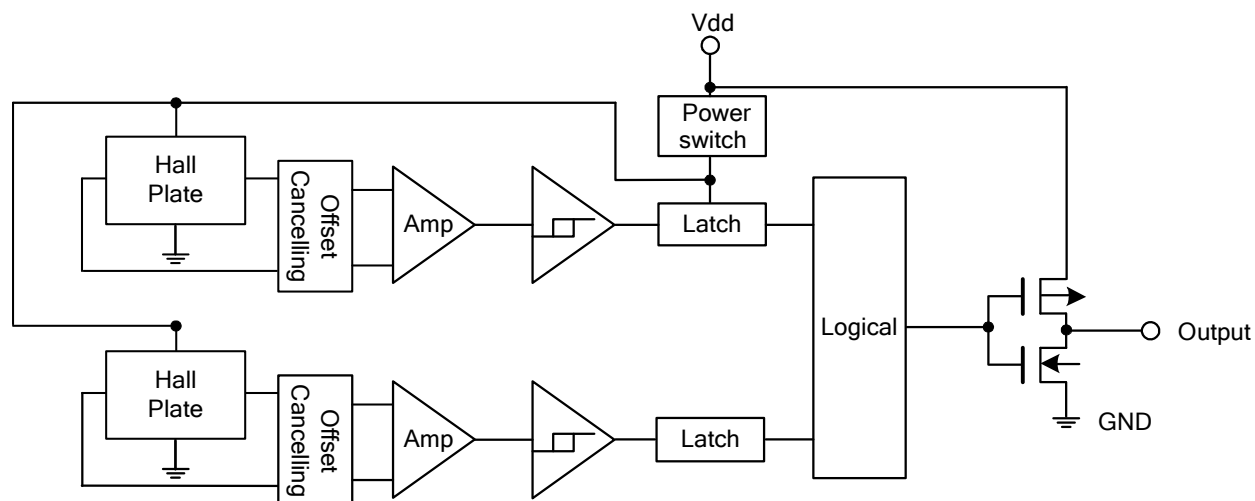 Vdd
Power
switch
Hall
Plate
Offset
Cancelling
Amp
Latch
Logical
Output
GND
Hall
Plate
Offset
Cancelling
Amp
Latch